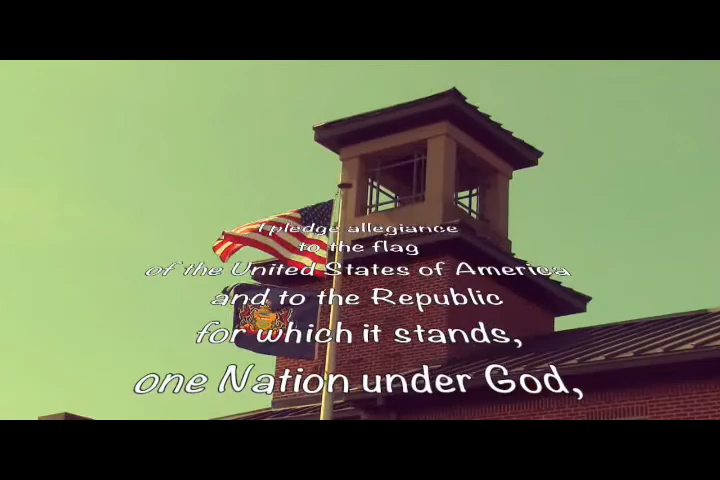 I pledge allegiance
to the flag
of the United States of America
and to the Republic
for which it stands,
one Nation under God,